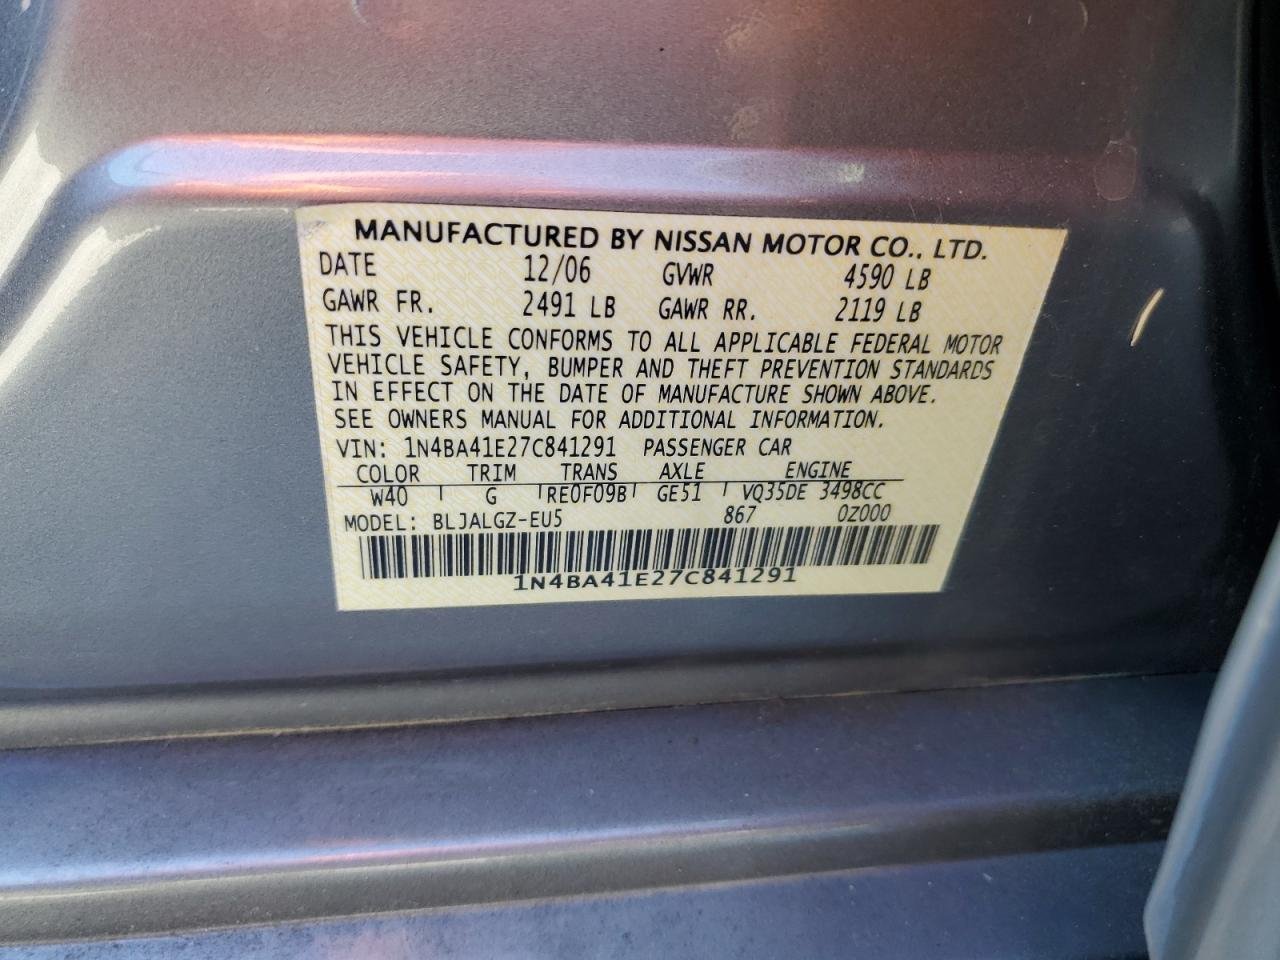 MANUFACTURED BY NISSAN MOTOR CO., LTD.
DATE 12/06 GVWR 4590 LB
GAWR FR. 2491 LB GAWR RR. 2119 LB
THIS VEHICLE CONFORMS TO ALL APPLICABLE FEDERAL MOTOR
VEHICLE SAFETY, BUMPER AND THEFT PREVENTION STANDARDS
IN EFFECT ON THE DATE OF MANUFACTURE SHOWN ABOVE.
SEE OWNERS MANUAL FOR ADDITIONAL INFORMATION.
VIN: 1N4BA41E27C841291 PASSENGER CAR
COLOR TRIM TRANS AXLE ENGINE
W40 G RE0F09B GE51 VQ35DE 3498CC
MODEL: BLJALGZ-EU5 867 0Z000
1N4BA41E27C841291